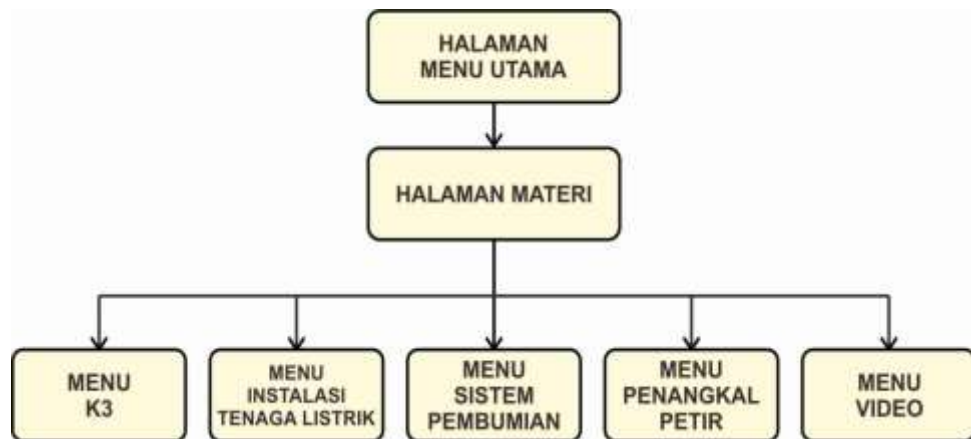 HALAMAN
MENU UTAMA
HALAMAN MATERI
MENU
K3
MENU
INSTALASI
TENAGA LISTRIK
MENU
SISTEM
PEMBUMIAN
MENU
PENANGKAL
PETIR
MENU
VIDEO